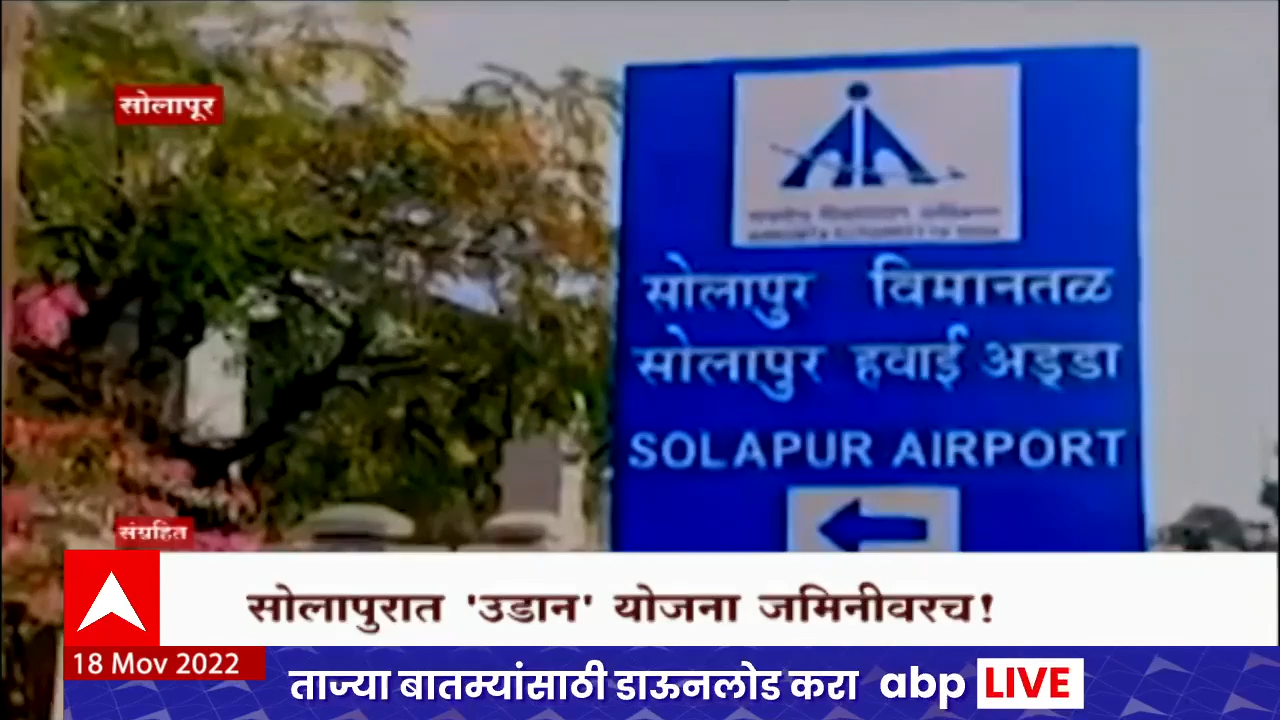 सोलापूर
सोलापुर विमानतळ
सोलापुर हवाई अड्डा
SOLAPUR AIRPORT
संग्रहित
सोलापुरात 'उडान' योजना जमिनीवरच!
18 Mov 2022
ताज्या बातम्यांसाठी डाऊनलोड करा abp LIVE